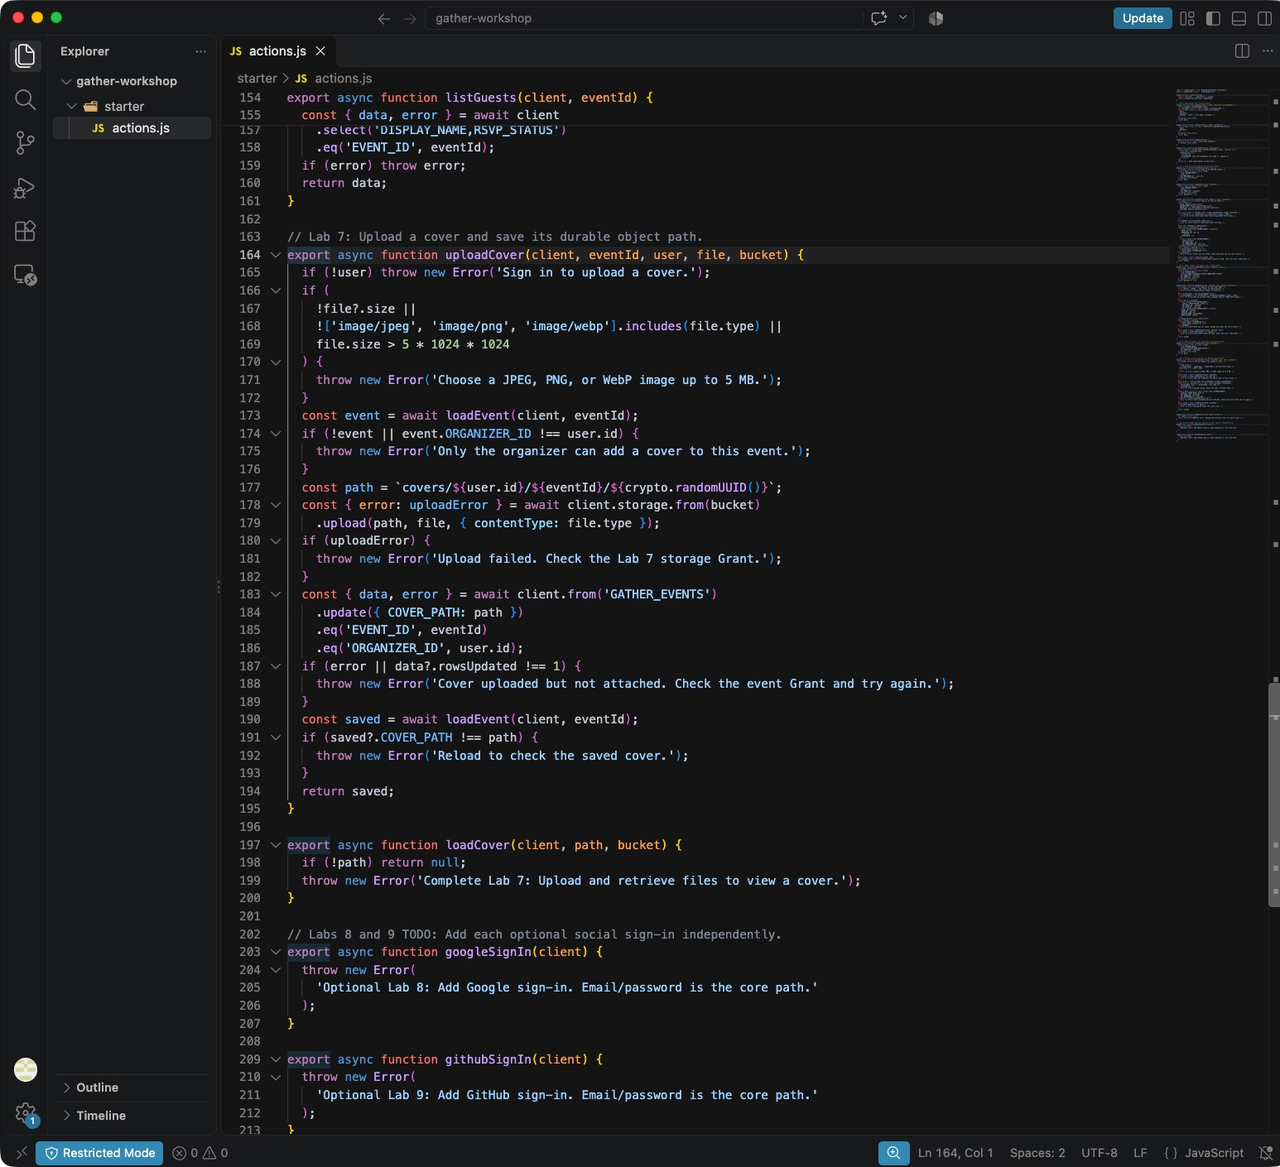 gather-workshop
Update
Explorer
gather-workshop
starter
JS actions.js
Outline
Timeline
JS actions.js
starter > JS actions.js
154 export async function listGuests(client, eventId) {
155 const { data, error } = await client
157 .select('DISPLAY_NAME,RSVP_STATUS')
158 .eq('EVENT_ID', eventId);
159 if (error) throw error;
160 return data;
161 }
162
163 // Lab 7: Upload a cover and save its durable object path.
164 export async function uploadCover(client, eventId, user, file, bucket) {
165 if (!user) throw new Error('Sign in to upload a cover.');
166 if (
167 !file?.size ||
168 !['image/jpeg', 'image/png', 'image/webp'].includes(file.type) ||
169 file.size > 5 * 1024 * 1024
170 ) {
171 throw new Error('Choose a JPEG, PNG, or WebP image up to 5 MB.');
172 }
173 const event = await loadEvent(client, eventId);
174 if (!event || event.ORGANIZER_ID !== user.id) {
175 throw new Error('Only the organizer can add a cover to this event.');
176 }
177 const path = `covers/${user.id}/${eventId}/${crypto.randomUUID()}`;
178 const { error: uploadError } = await client.storage.from(bucket)
179 .upload(path, file, { contentType: file.type });
180 if (uploadError) {
181 throw new Error('Upload failed. Check the Lab 7 storage Grant.');
182 }
183 const { data, error } = await client.from('GATHER_EVENTS')
184 .update({ COVER_PATH: path })
185 .eq('EVENT_ID', eventId)
186 .eq('ORGANIZER_ID', user.id);
187 if (error || data?.rowsUpdated !== 1) {
188 throw new Error('Cover uploaded but not attached. Check the event Grant and try again.');
189 }
190 const saved = await loadEvent(client, eventId);
191 if (saved?.COVER_PATH !== path) {
192 throw new Error('Reload to check the saved cover.');
193 }
194 return saved;
195 }
196
197 export async function loadCover(client, path, bucket) {
198 if (!path) return null;
199 throw new Error('Complete Lab 7: Upload and retrieve files to view a cover.');
200 }
201
202 // Labs 8 and 9 TODO: Add each optional social sign-in independently.
203 export async function googleSignIn(client) {
204 throw new Error(
205 'Optional Lab 8: Add Google sign-in. Email/password is the core path.'
206 );
207 }
208
209 export async function githubSignIn(client) {
210 throw new Error(
211 'Optional Lab 9: Add GitHub sign-in. Email/password is the core path.'
212 );
213 }
1
Restricted Mode 0 0 Ln 164, Col 1 Spaces: 2 UTF-8 LF { } JavaScript